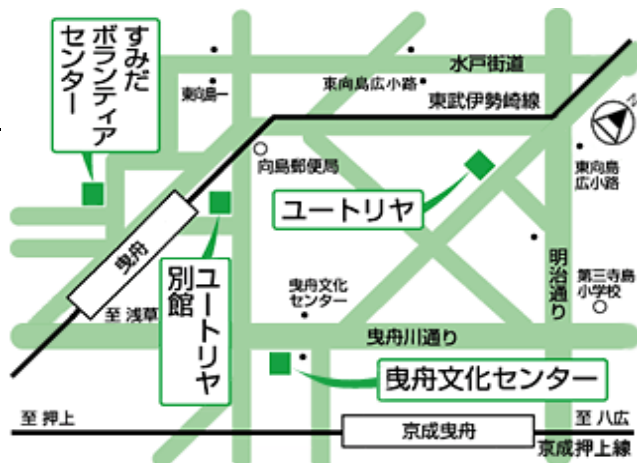 すみだ
ボランティア
センター
水戸街道
東向島一
東向島広小路
東武伊勢崎線
N
向島郵便局
東向島
広小路
ユートリヤ
曳舟
ユートリヤ
別館
曳舟文化
センター
明治通り
第三寺島
小学校
至 浅草
曳舟川通り
曳舟文化センター
至 押上
京成曳舟
至 八広
京成押上線